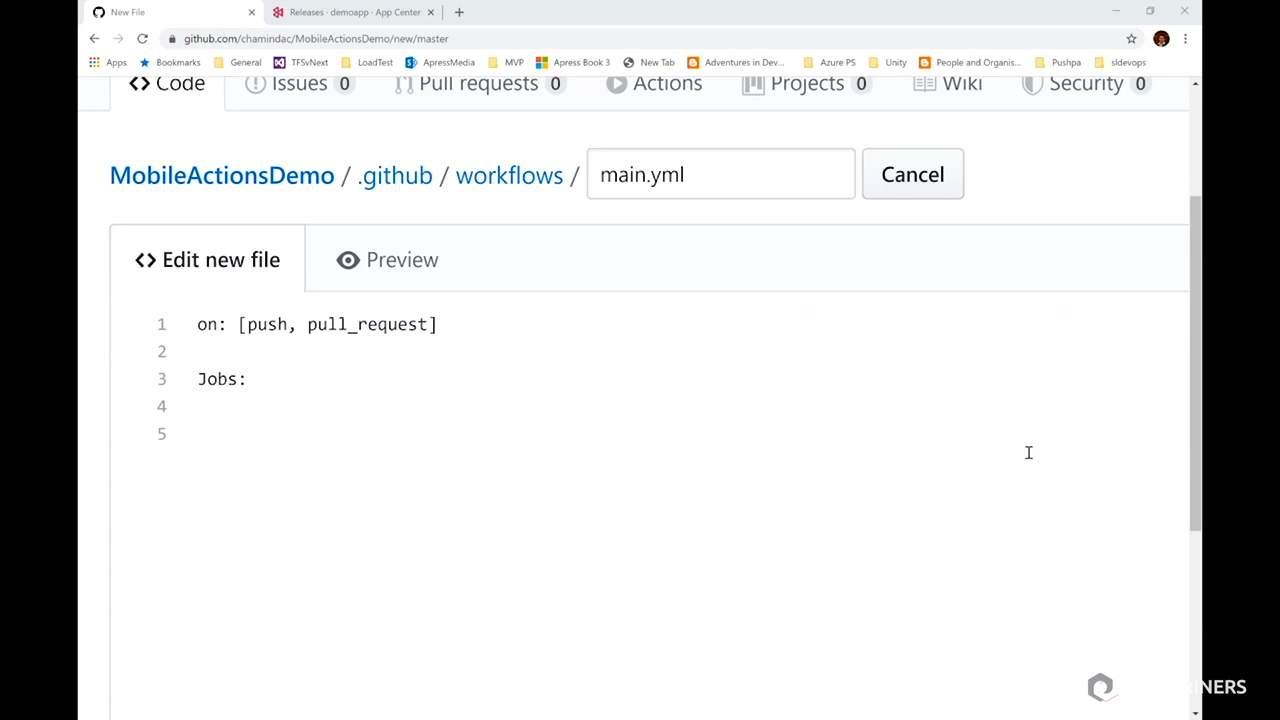 New File
Releases · demoapp · App Center
github.com/chamindac/MobileActionsDemo/new/master
Apps Bookmarks General TFSvNext LoadTest ApressMedia MVP Apress Book 3 New Tab Adventures in Dev... Azure PS Unity People and Organis... Pushpa sldevops
Code Issues 0 Pull requests 0 Actions Projects 0 Wiki Security 0
MobileActionsDemo / .github / workflows / main.yml Cancel
Edit new file Preview
1 on: [push, pull_request]
2
3 Jobs:
4
5
RINERS